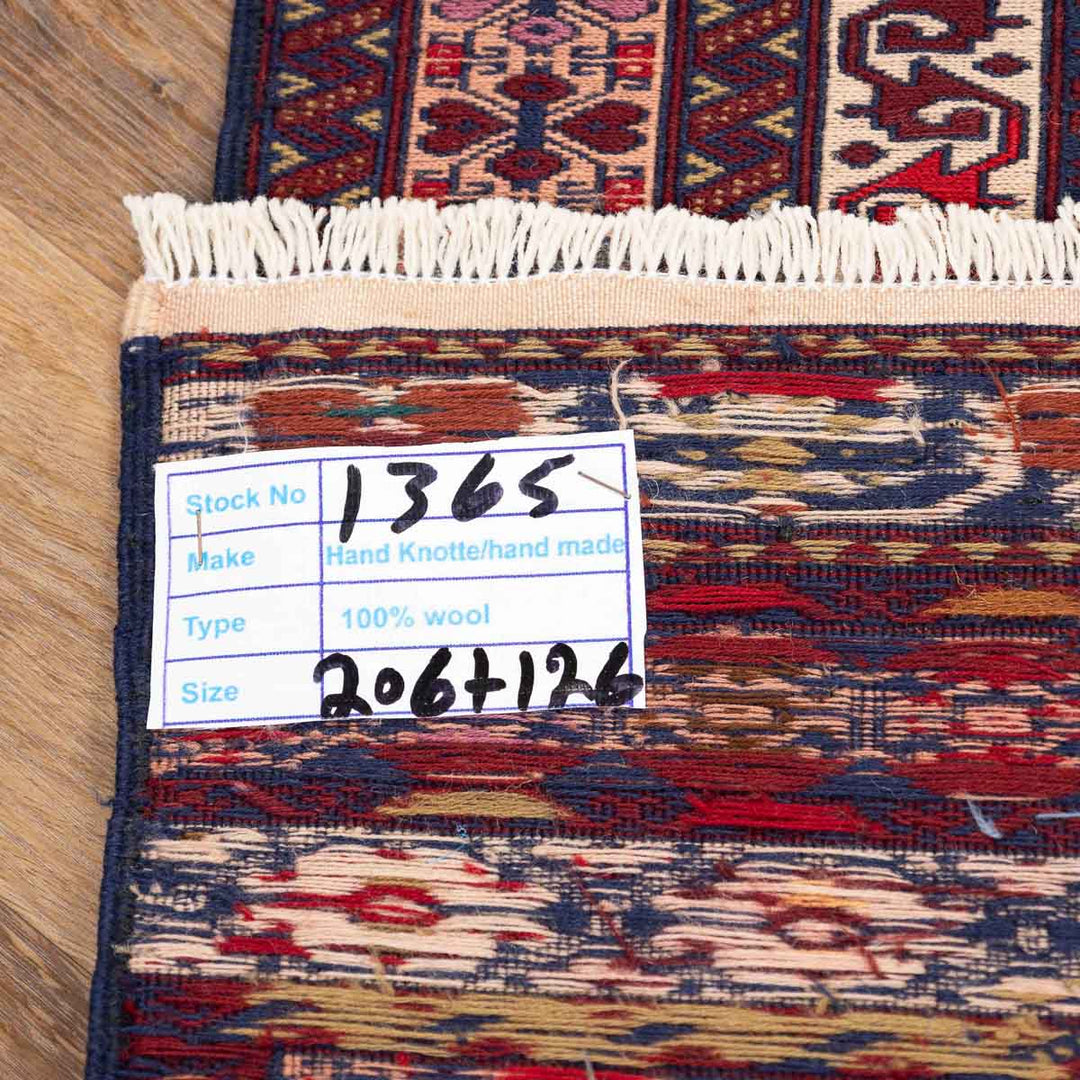 Stock No 1365
Make Hand Knotte/hand made
Type 100% wool
Size 206+126